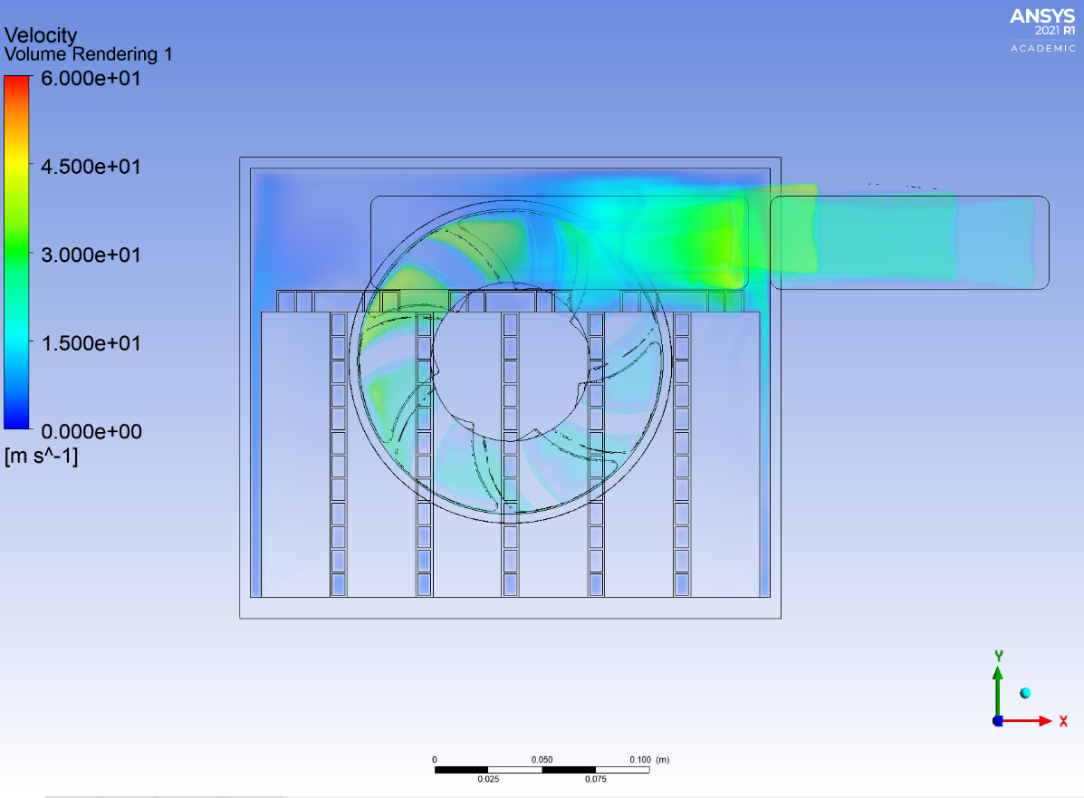 ANSYS
2021 R1
ACADEMIC
Velocity
Volume Rendering 1
6.000e+01
4.500e+01
3.000e+01
1.500e+01
0.000e+00
[m s^-1]
Y
X
0 0.050 0.100 (m)
0.025 0.075